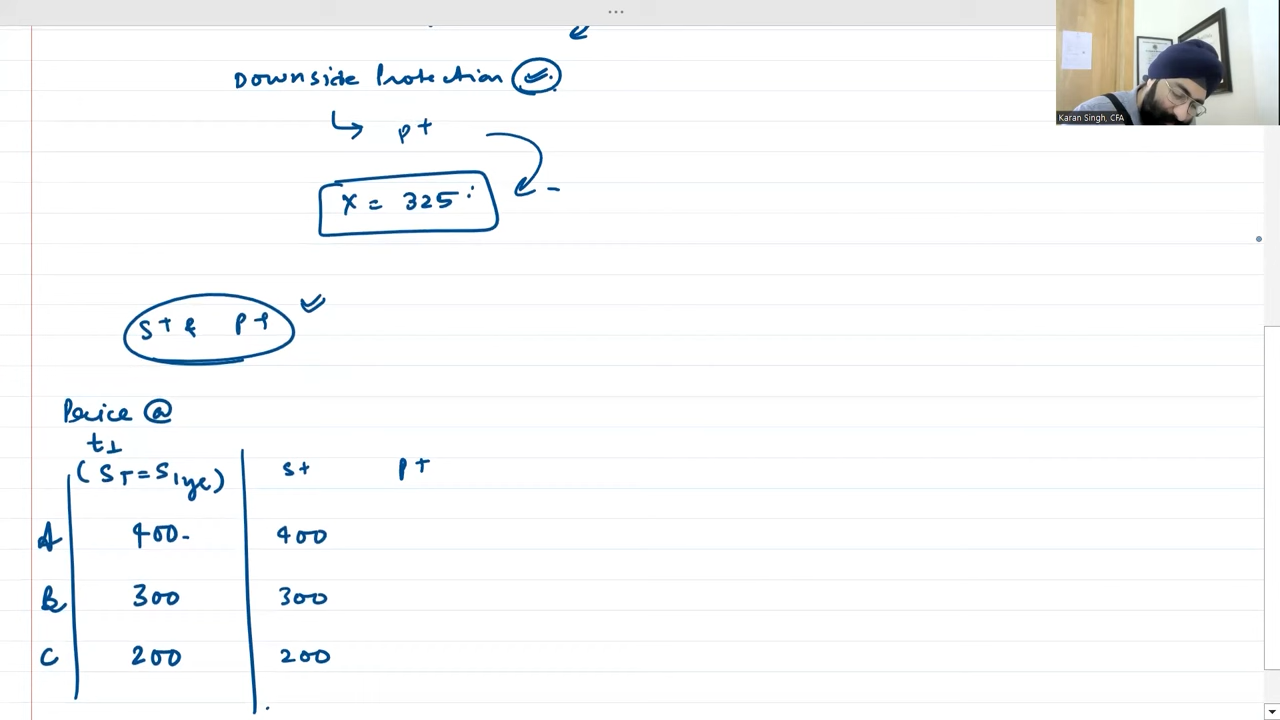 Downside Protection
Karan Singh, CFA
p+
X = 325
S+ & p+
Price @
t1
(ST = S1yr) S+ p+
A 400 400
B 300 300
C 200 200